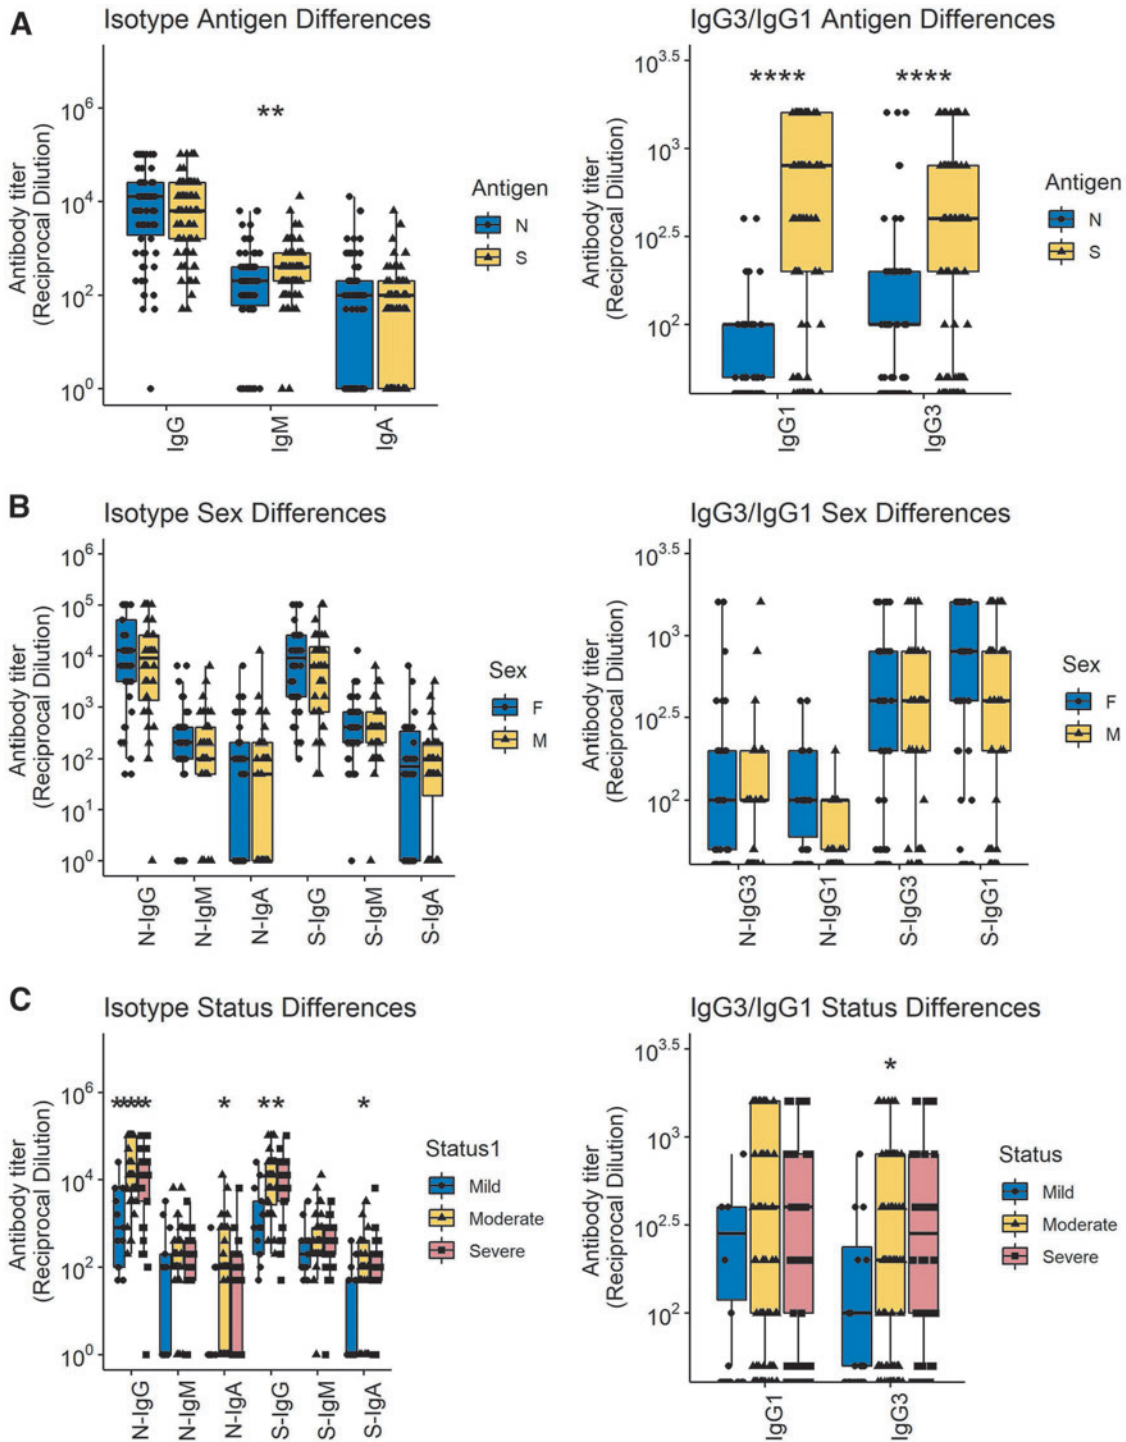 A
Isotype Antigen Differences
Antibody titer
(Reciprocal Dilution)
10^6
10^4
10^2
10^0
**
IgG
IgM
IgA
Antigen
N
S
IgG3/IgG1 Antigen Differences
Antibody titer
(Reciprocal Dilution)
10^3.5
10^3
10^2.5
10^2
****
****
IgG1
IgG3
Antigen
N
S
B
Isotype Sex Differences
Antibody titer
(Reciprocal Dilution)
10^6
10^5
10^4
10^3
10^2
10^1
10^0
N-IgG
N-IgM
N-IgA
S-IgG
S-IgM
S-IgA
Sex
F
M
IgG3/IgG1 Sex Differences
Antibody titer
(Reciprocal Dilution)
10^3.5
10^3
10^2.5
10^2
N-IgG3
N-IgG1
S-IgG3
S-IgG1
Sex
F
M
C
Isotype Status Differences
Antibody titer
(Reciprocal Dilution)
10^6
10^4
10^2
10^0
****
*
**
*
N-IgG
N-IgM
N-IgA
S-IgG
S-IgM
S-IgA
Status1
Mild
Moderate
Severe
IgG3/IgG1 Status Differences
Antibody titer
(Reciprocal Dilution)
10^3.5
10^3
10^2.5
10^2
*
IgG1
IgG3
Status
Mild
Moderate
Severe